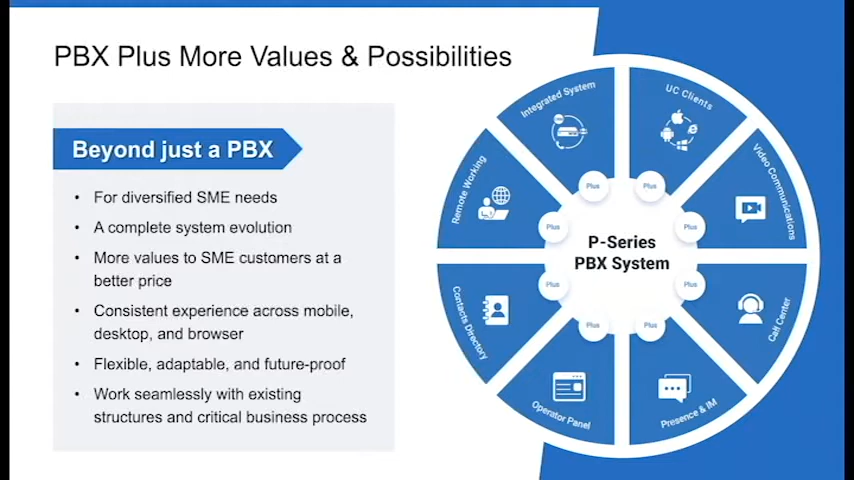 PBX Plus More Values & Possibilities
Beyond just a PBX
• For diversified SME needs
• A complete system evolution
• More values to SME customers at a
better price
• Consistent experience across mobile,
desktop, and browser
• Flexible, adaptable, and future-proof
• Work seamlessly with existing
structures and critical business process
Integrated System
UC Clients
Remote Working
Video Communications
Plus
Plus
Plus
Plus
P-Series
PBX System
Plus
Plus
Plus
Plus
Contacts Directory
Call Center
Operator Panel
Presence & IM